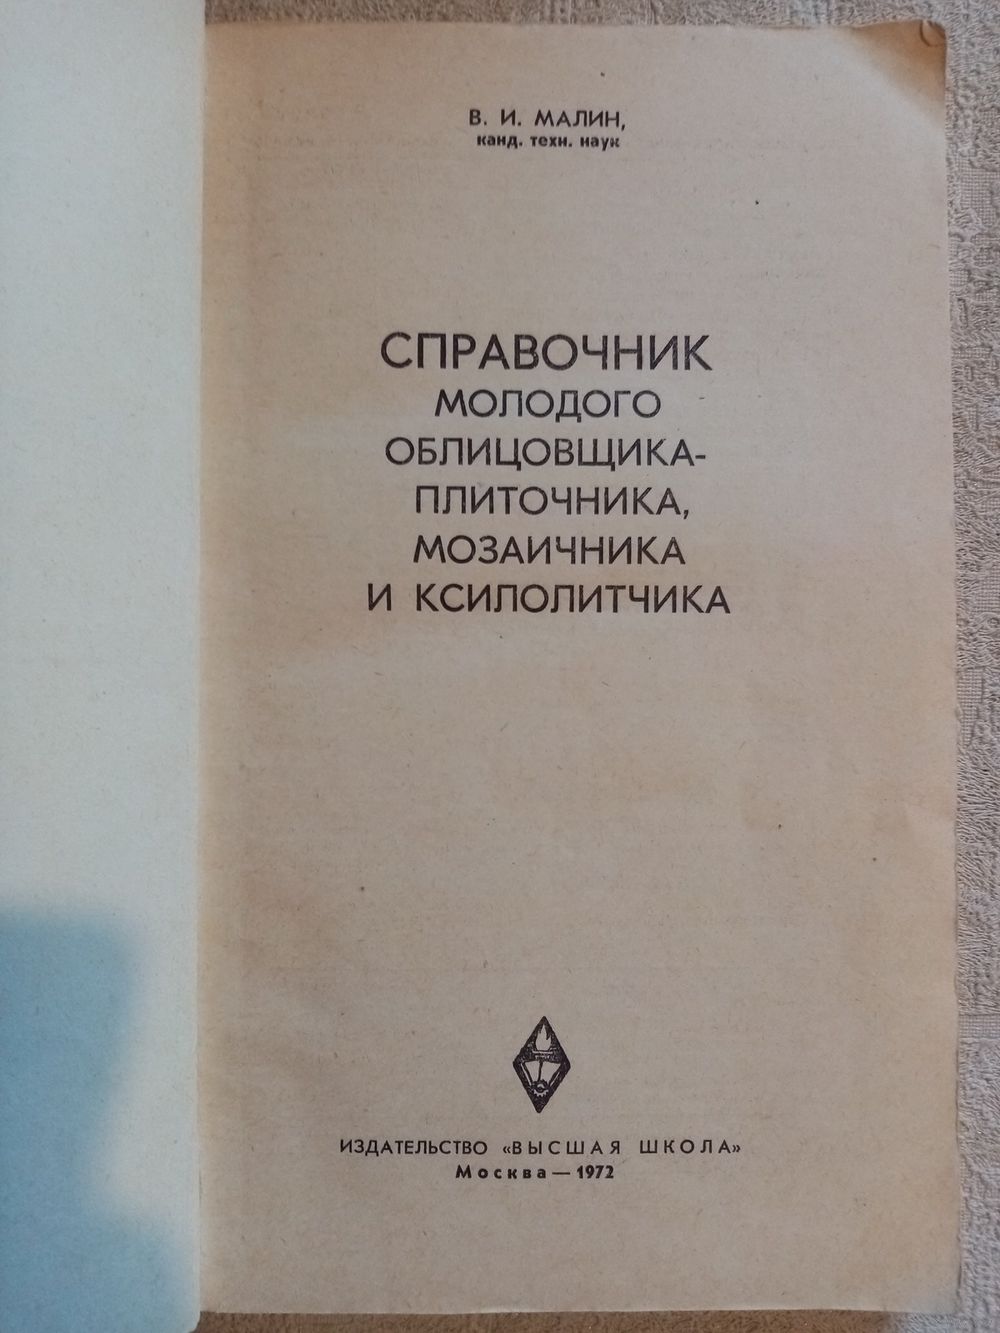 В. И. МАЛИН,
канд. техн. наук
СПРАВОЧНИК
МОЛОДОГО
ОБЛИЦОВЩИКА-
ПЛИТОЧНИКА,
МОЗАИЧНИКА
И КСИЛОЛИТЧИКА
ИЗДАТЕЛЬСТВО «ВЫСШАЯ ШКОЛА»
Москва — 1972